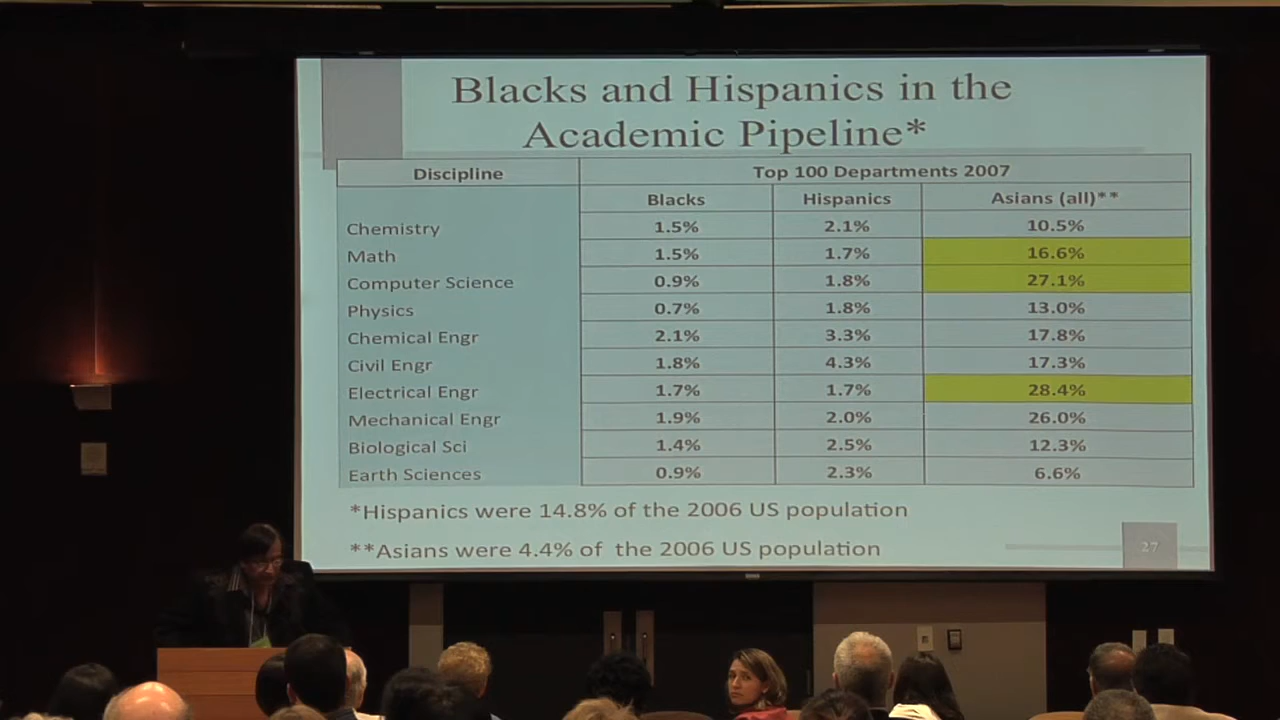 Blacks and Hispanics in the
Academic Pipeline*
Discipline Top 100 Departments 2007
Blacks Hispanics Asians (all)**
Chemistry 1.5% 2.1% 10.5%
Math 1.5% 1.7% 16.6%
Computer Science 0.9% 1.8% 27.1%
Physics 0.7% 1.8% 13.0%
Chemical Engr 2.1% 3.3% 17.8%
Civil Engr 1.8% 4.3% 17.3%
Electrical Engr 1.7% 1.7% 28.4%
Mechanical Engr 1.9% 2.0% 26.0%
Biological Sci 1.4% 2.5% 12.3%
Earth Sciences 0.9% 2.3% 6.6%
*Hispanics were 14.8% of the 2006 US population
**Asians were 4.4% of the 2006 US population
27